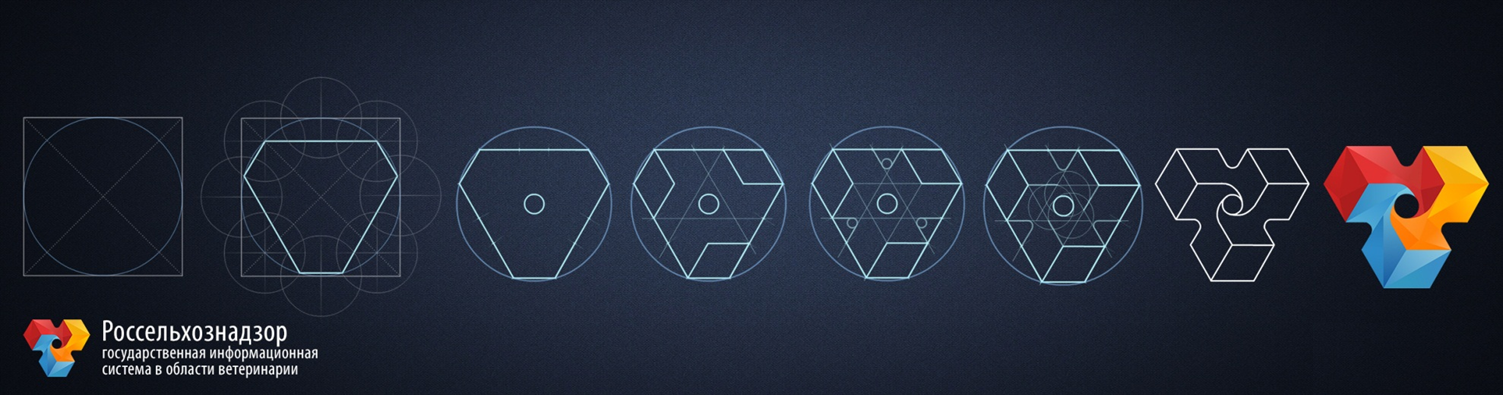 Россельхознадзор
государственная информационная
система в области ветеринарии